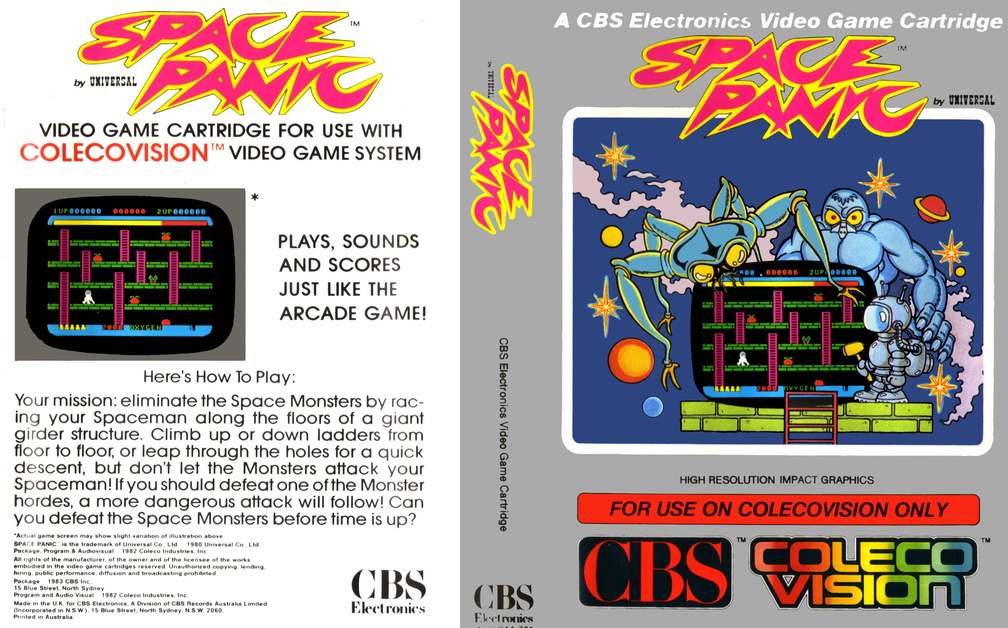 SPACE PANIC™
by UNIVERSAL
VIDEO GAME CARTRIDGE FOR USE WITH
COLECOVISION™ VIDEO GAME SYSTEM
*
1UP000000 000000 2UP000000
OXYGEN
PLAYS, SOUNDS
AND SCORES
JUST LIKE THE
ARCADE GAME!
Here's How To Play:
Your mission: eliminate the Space Monsters by rac-
ing your Spaceman along the floors of a giant
girder structure. Climb up or down ladders from
floor to floor, or leap through the holes for a quick
descent, but don't let the Monsters attack your
Spaceman! If you should defeat one of the Monster
hordes, a more dangerous attack will follow! Can
you defeat the Space Monsters before time is up?
*Actual game screen may show slight variation of illustration above.
SPACE PANIC™ is the trademark of Universal Co., Ltd. 1980 Universal Co., Ltd.
Package, Program & Audiovisual 1982 Coleco Industries, Inc.
All rights of the manufacturer, of the owner and of the licensee of the works
embodied in the video game cartridges reserved. Unauthorized copying, lending,
hiring, public performance, diffusion and broadcasting prohibited
Package 1983 CBS Inc.,
15 Blue Street, North Sydney
Program and Audio Visual 1982 Coleco Industries, Inc.
Made in the U.K. for CBS Electronics, A Division of CBS Records Australia Limited
(Incorporated in N.S.W.), 15 Blue Street, North Sydney, N.S.W. 2060.
Printed in Australia
CBS
Electronics
by UNIVERSAL
SPACE PANIC
CBS Electronics Video Game Cartridge
CBS
Electronics
A CBS Electronics Video Game Cartridge
SPACE PANIC™
by UNIVERSAL
000000 2UP000000
OXYGEN
HIGH RESOLUTION IMPACT GRAPHICS
FOR USE ON COLECOVISION ONLY
CBS™
COLECO VISION™